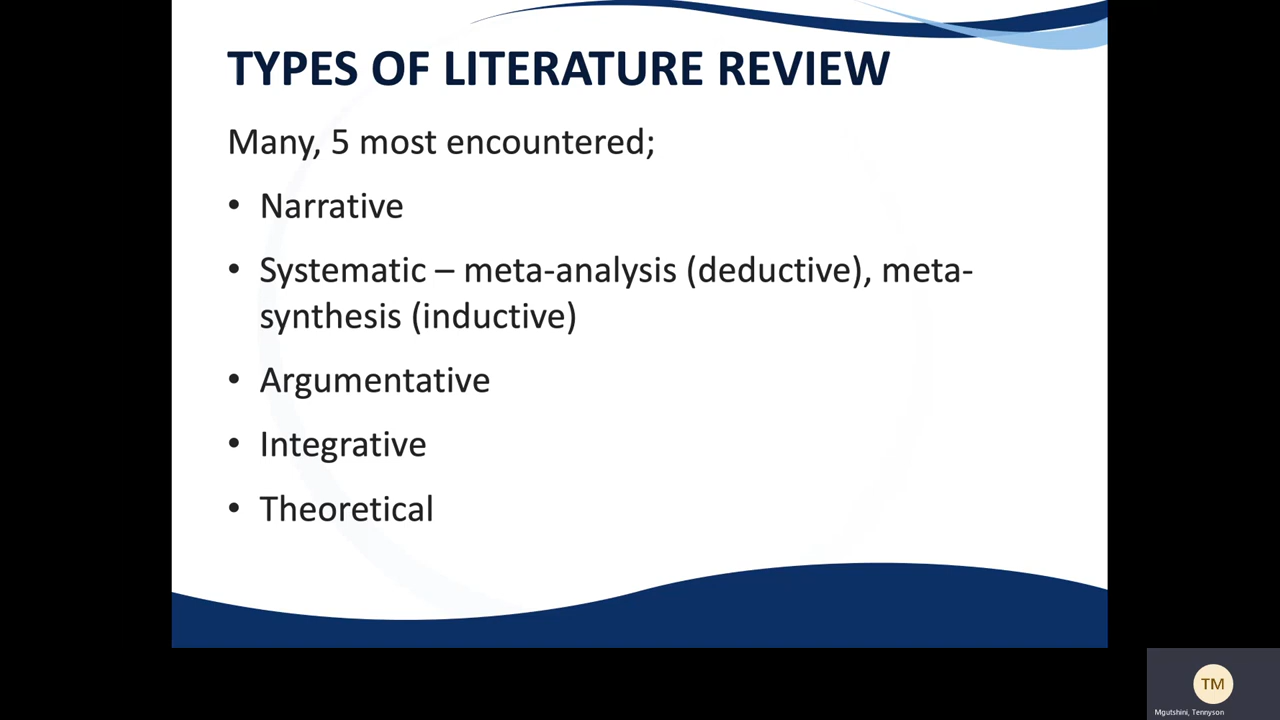 TYPES OF LITERATURE REVIEW
Many, 5 most encountered;
• Narrative
• Systematic – meta-analysis (deductive), meta-
synthesis (inductive)
• Argumentative
• Integrative
• Theoretical
TM
Mgutshini, Tennyson